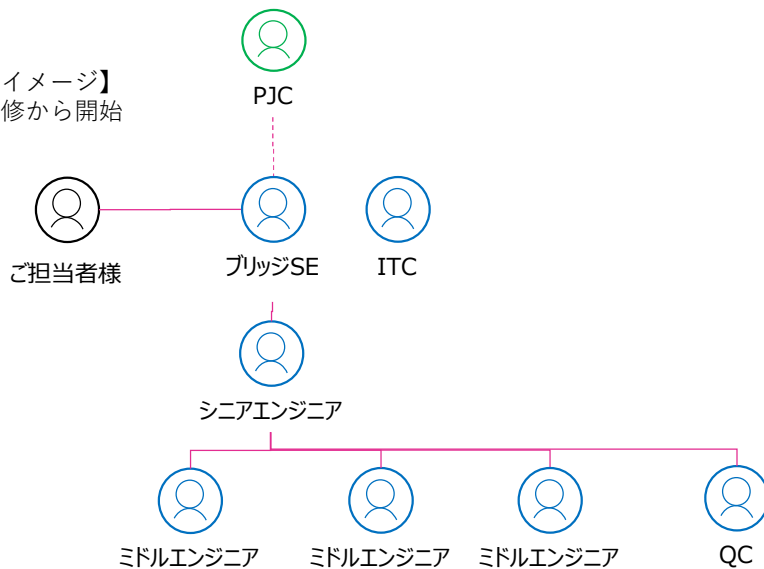 イメージ】
修から開始
PJC
ご担当者様
ブリッジSE
ITC
シニアエンジニア
ミドルエンジニア
ミドルエンジニア
ミドルエンジニア
QC